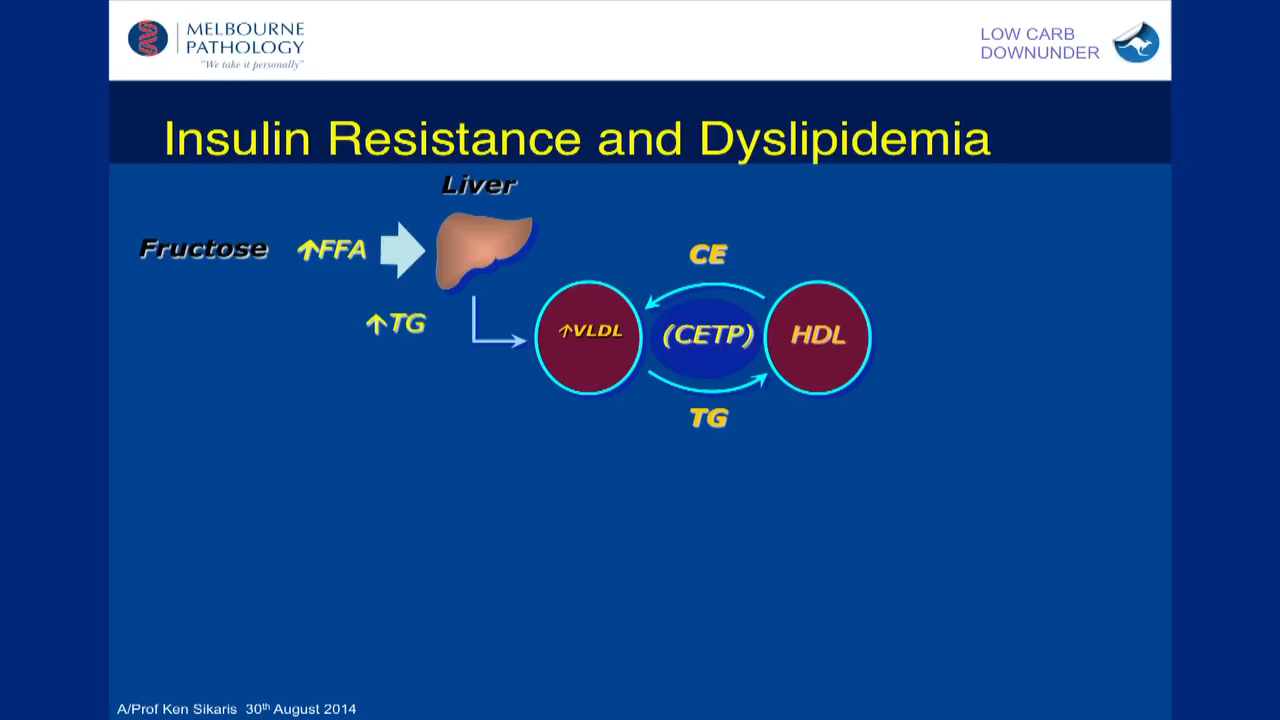 MELBOURNE
PATHOLOGY
"We take it personally"
LOW CARB
DOWNUNDER
Insulin Resistance and Dyslipidemia
Liver
Fructose ↑FFA
CE
↑TG
↑VLDL (CETP) HDL
TG
A/Prof Ken Sikaris 30th August 2014